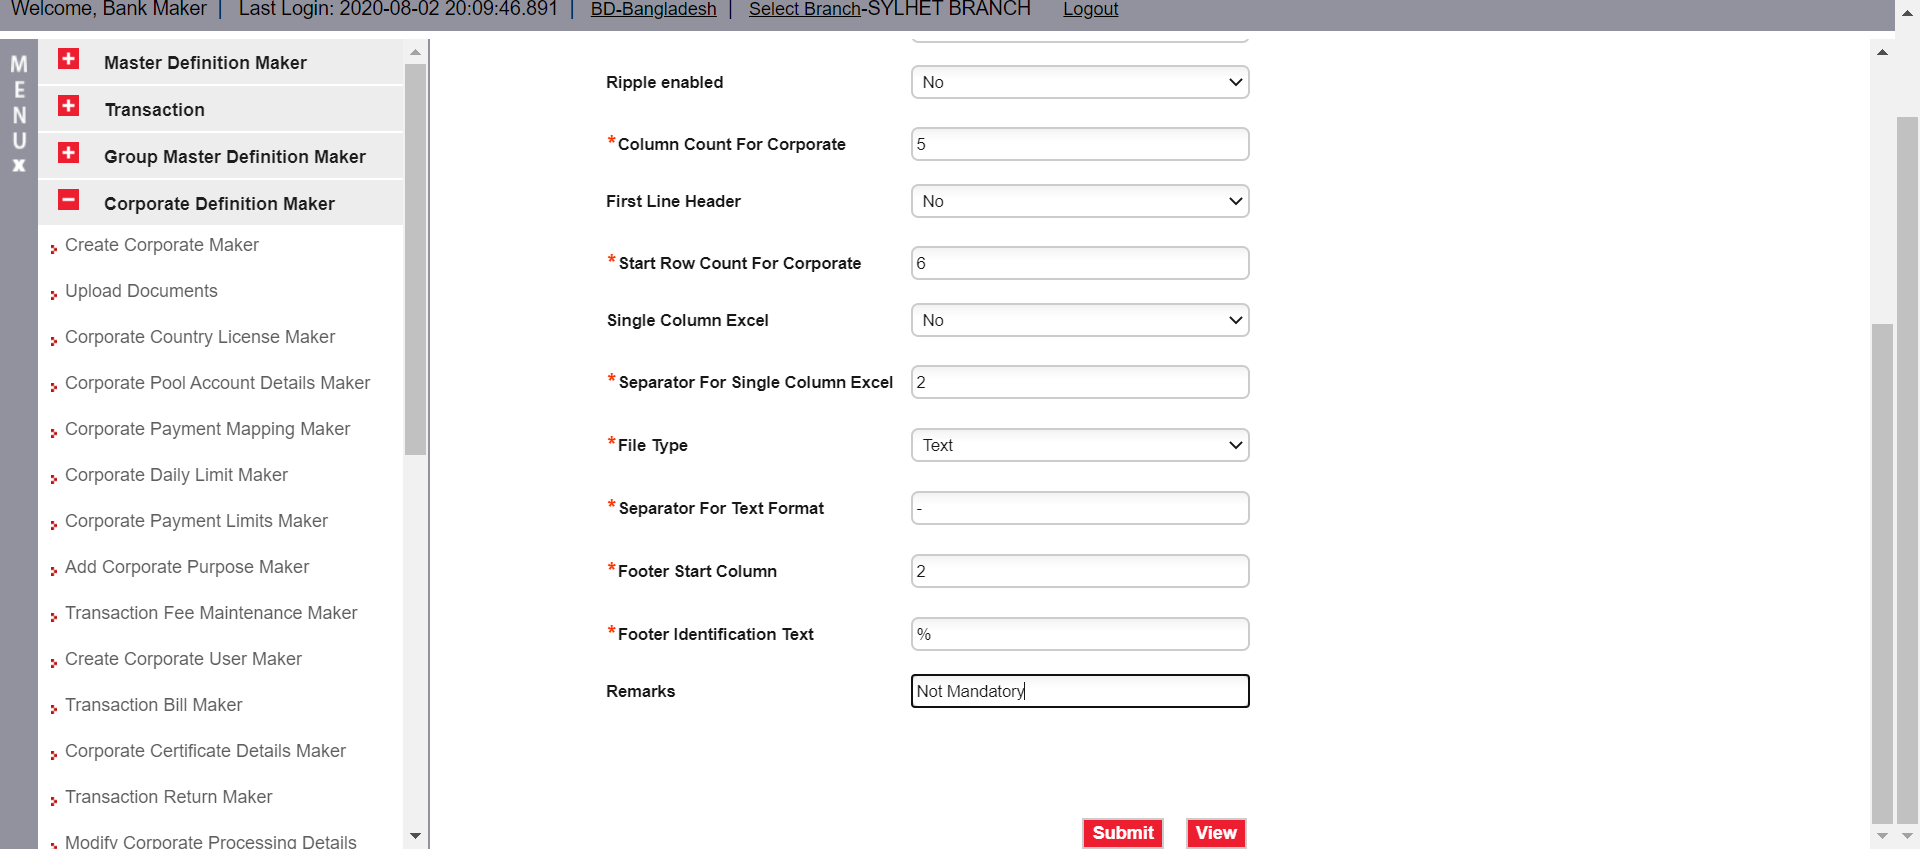 Welcome, Bank Maker | Last Login: 2020-08-02 20:09:46.891 | BD-Bangladesh | Select Branch-SYLHET BRANCH Logout
MENU X
Master Definition Maker
Transaction
Group Master Definition Maker
Corporate Definition Maker
Create Corporate Maker
Upload Documents
Corporate Country License Maker
Corporate Pool Account Details Maker
Corporate Payment Mapping Maker
Corporate Daily Limit Maker
Corporate Payment Limits Maker
Add Corporate Purpose Maker
Transaction Fee Maintenance Maker
Create Corporate User Maker
Transaction Bill Maker
Corporate Certificate Details Maker
Transaction Return Maker
Modify Corporate Processing Details
Ripple enabled No
*Column Count For Corporate 5
First Line Header No
*Start Row Count For Corporate 6
Single Column Excel No
*Separator For Single Column Excel 2
*File Type Text
*Separator For Text Format -
*Footer Start Column 2
*Footer Identification Text %
Remarks Not Mandatory
Submit View